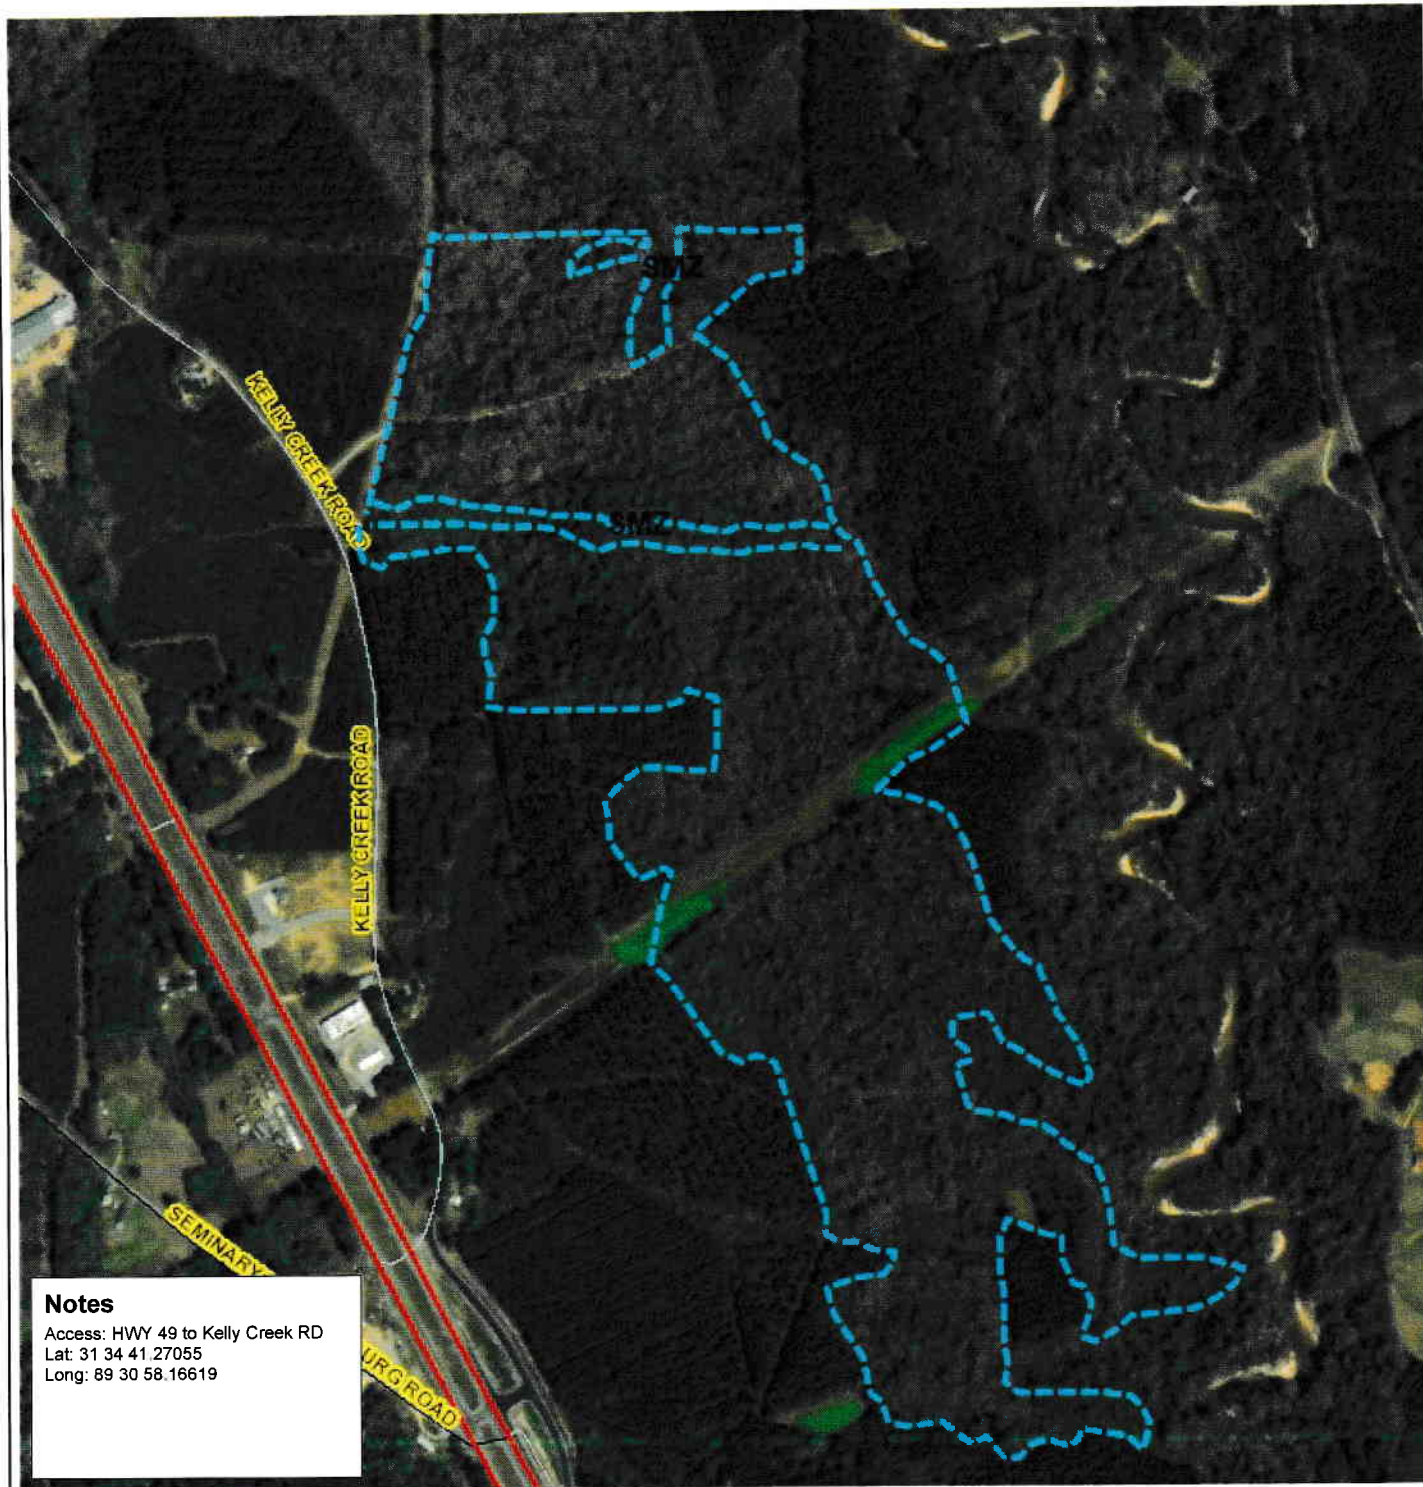 SMZ
KELLY CREEK ROAD
SMZ
KELLY CREEK ROAD
SEMINARY
URG ROAD
Notes
Access: HWY 49 to Kelly Creek RD
Lat: 31 34 41.27055
Long: 89 30 58.16619